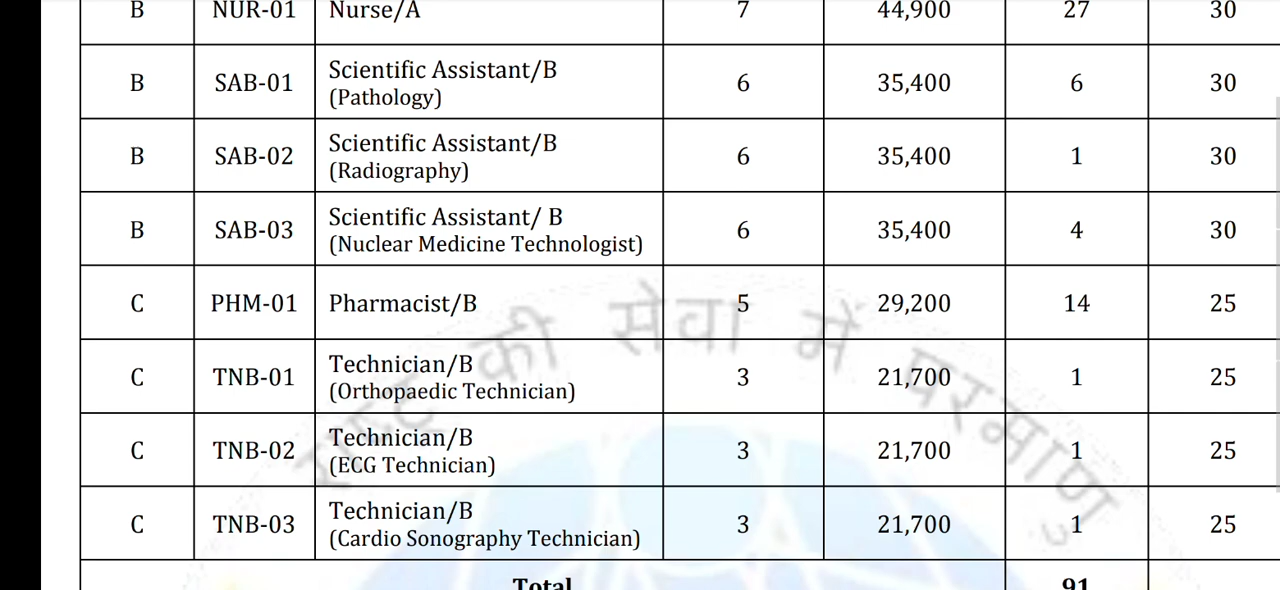 B NUR-01 Nurse/A 7 44,900 27 30
B SAB-01 Scientific Assistant/B (Pathology) 6 35,400 6 30
B SAB-02 Scientific Assistant/B (Radiography) 6 35,400 1 30
B SAB-03 Scientific Assistant/ B (Nuclear Medicine Technologist) 6 35,400 4 30
C PHM-01 Pharmacist/B 5 29,200 14 25
C TNB-01 Technician/B (Orthopaedic Technician) 3 21,700 1 25
C TNB-02 Technician/B (ECG Technician) 3 21,700 1 25
C TNB-03 Technician/B (Cardio Sonography Technician) 3 21,700 1 25
Total 91
राष्ट्र की सेवा में परमाणु